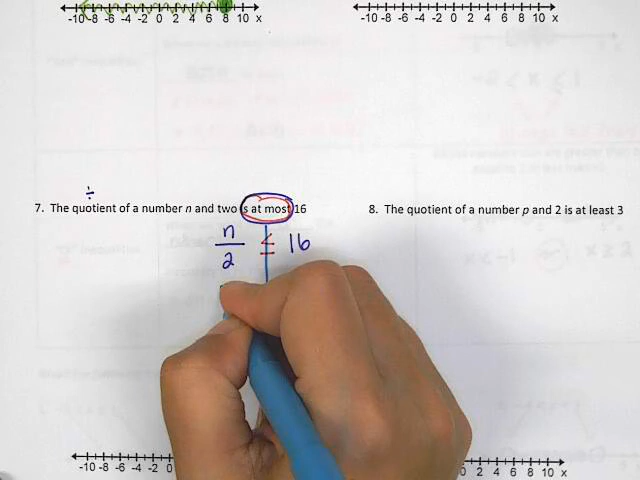 -10 -8 -6 -4 -2 0 2 4 6 8 10 x
-10 -8 -6 -4 -2 0 2 4 6 8 10 x
÷
7. The quotient of a number n and two is at most 16
n/2 ≤ 16
8. The quotient of a number p and 2 is at least 3
-10 -8 -6 -4 -2 0
0 2 4 6 8 10 x